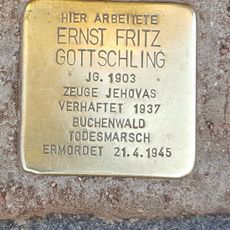 HIER ARBEITETE
ERNST FRITZ
GOTTSCHLING
JG. 1903
ZEUGE JEHOVAS
VERHAFTET 1937
BUCHENWALD
TODESMARSCH
ERMORDET 21.4.1945